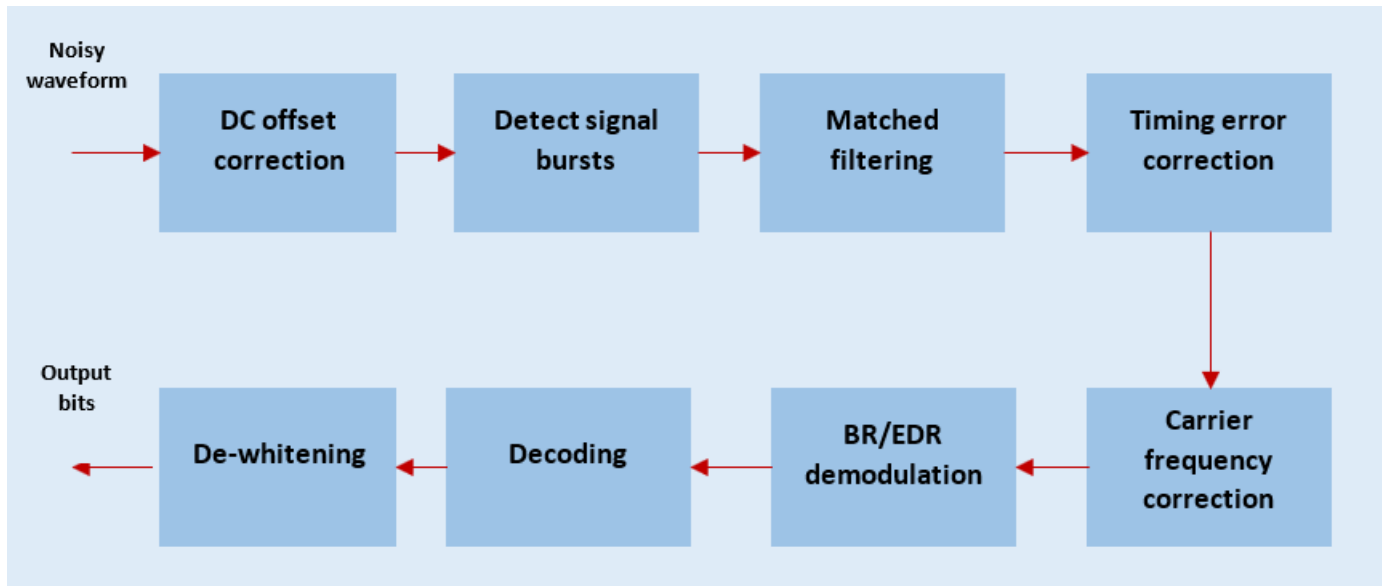 Noisy
waveform
DC offset
correction
Detect signal
bursts
Matched
filtering
Timing error
correction
Carrier
frequency
correction
BR/EDR
demodulation
Decoding
De-whitening
Output
bits